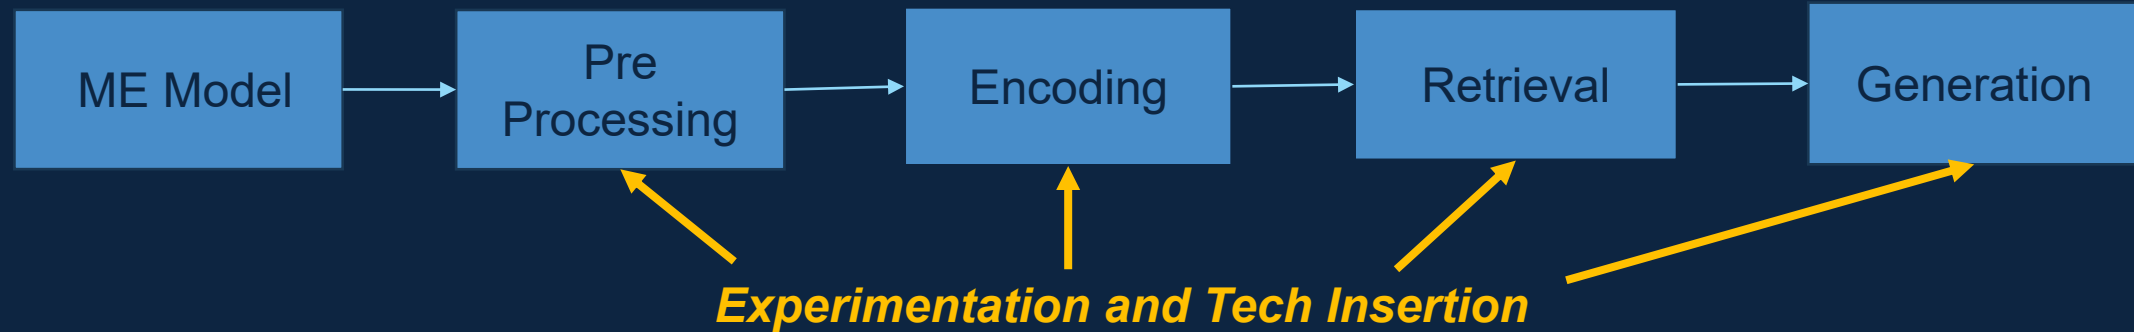 ME Model
Pre
Processing
Encoding
Retrieval
Generation
Experimentation and Tech Insertion